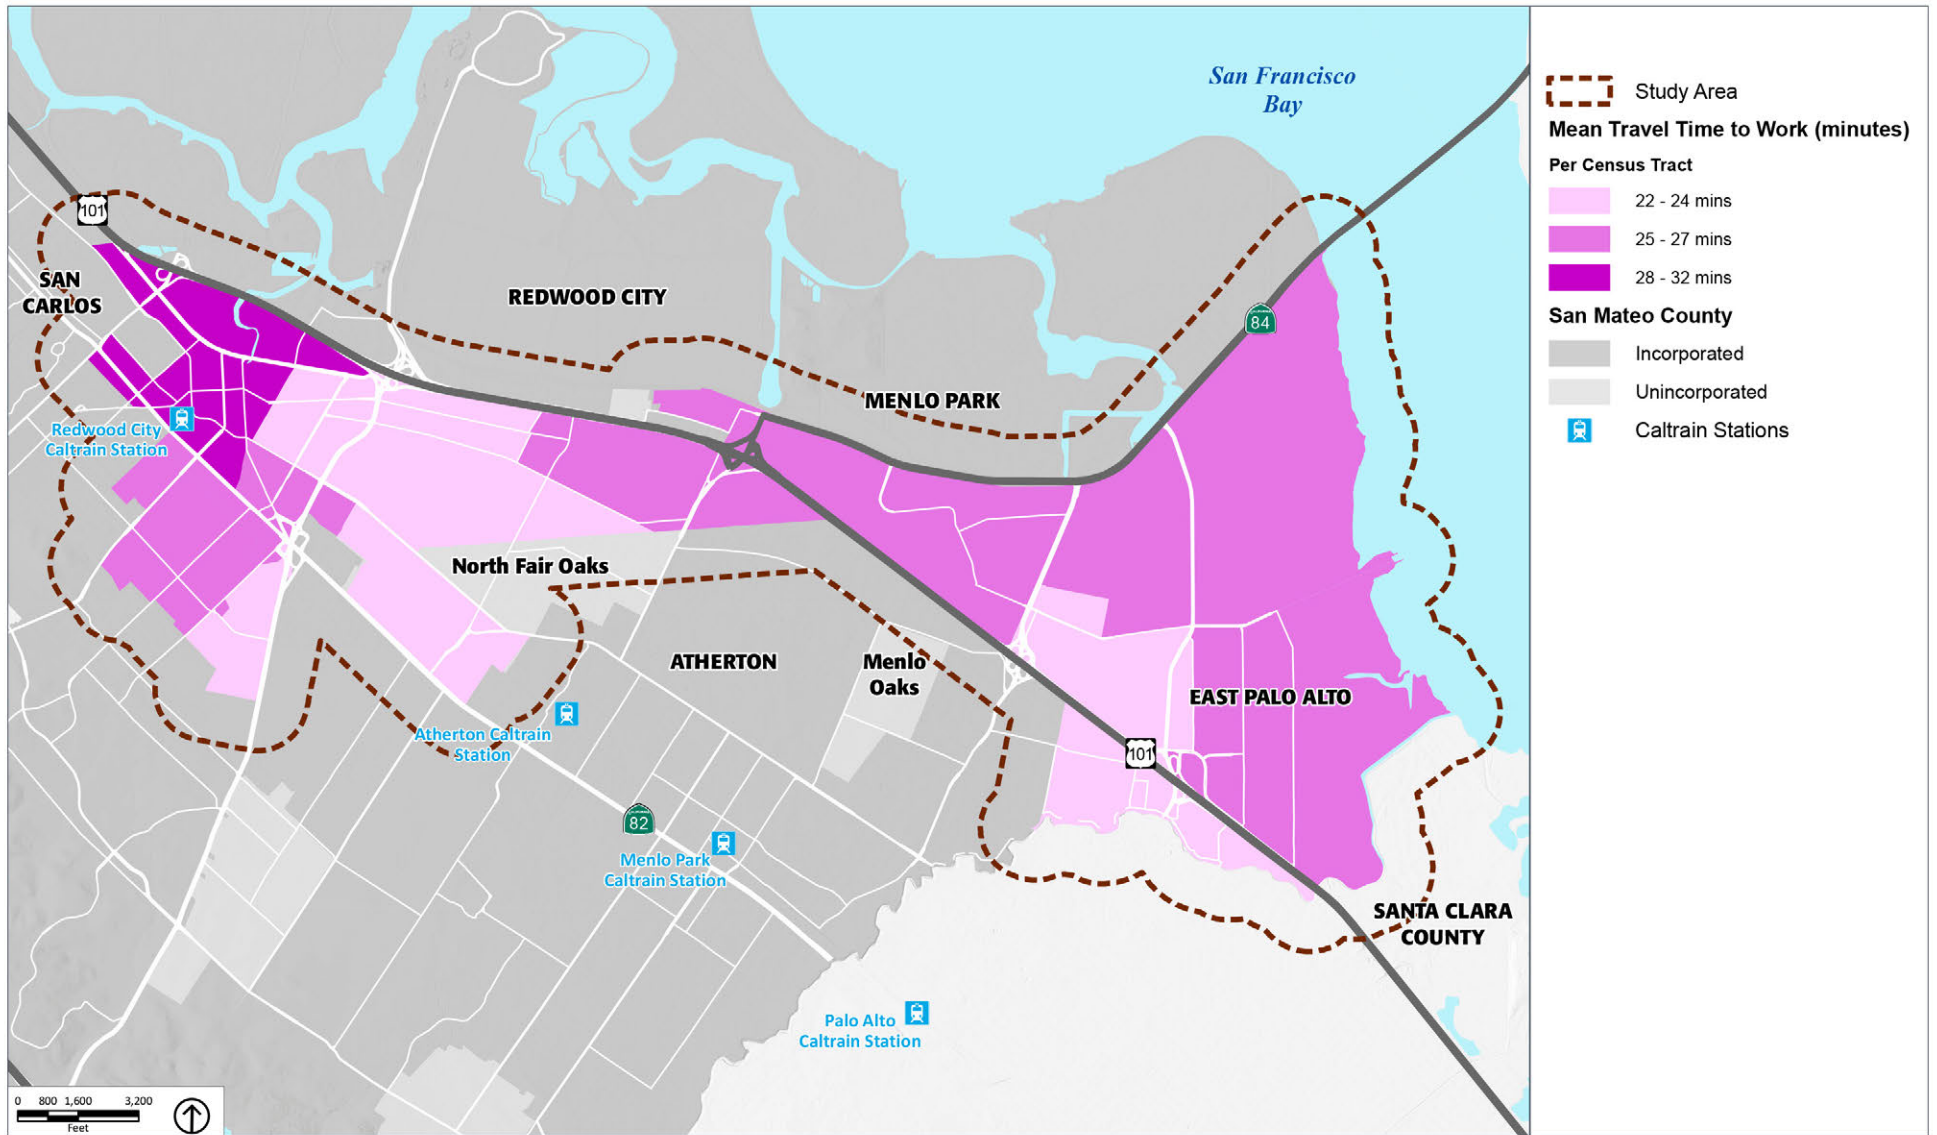 San Francisco
Bay
101
SAN
CARLOS
REDWOOD CITY
84
MENLO PARK
Redwood City
Caltrain Station
North Fair Oaks
ATHERTON
Menlo
Oaks
EAST PALO ALTO
Atherton Caltrain
Station
101
CALIFORNIA
82
Menlo Park
Caltrain Station
SANTA CLARA
COUNTY
Palo Alto
Caltrain Station
0 800 1,600 3,200
Feet
Study Area
Mean Travel Time to Work (minutes)
Per Census Tract
22 - 24 mins
25 - 27 mins
28 - 32 mins
San Mateo County
Incorporated
Unincorporated
Caltrain Stations